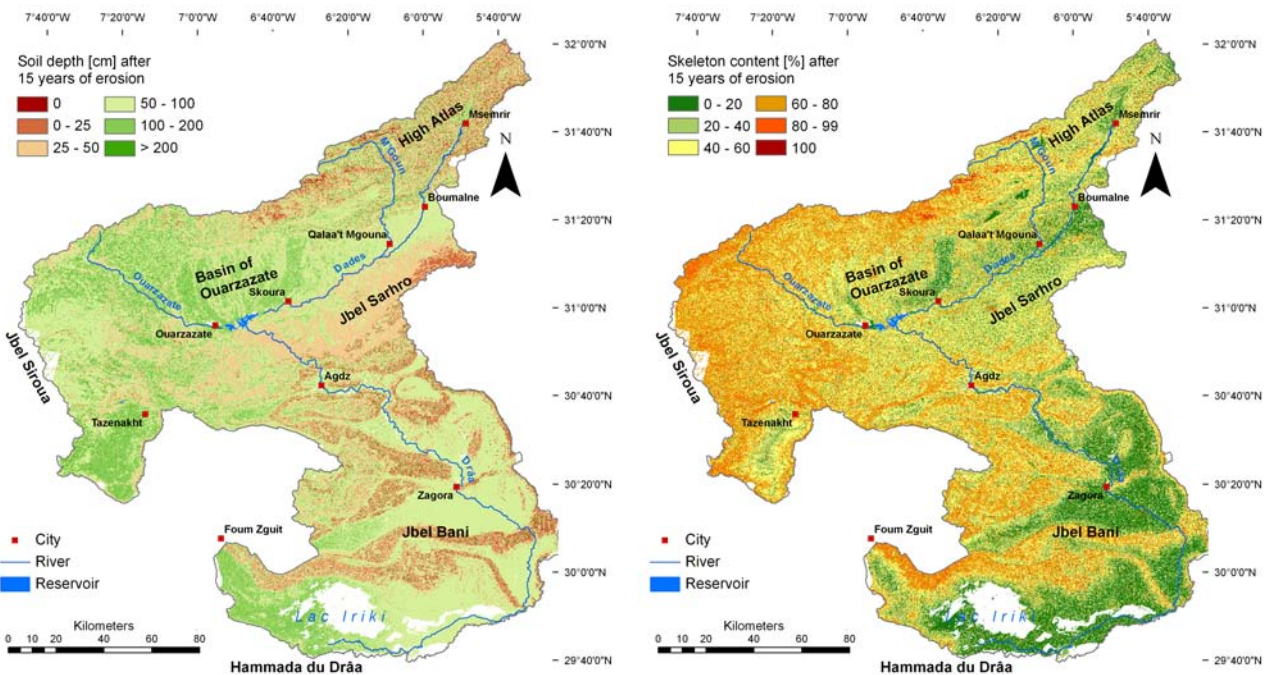 7°20'0"W 7°0'0"W 6°40'0"W 6°20'0"W 6°0'0"W 5°40'0"W
7°40'0"W
32°0'0"N
Soil depth [cm] after
15 years of erosion
0
50 - 100
0 - 25
100 - 200
25 - 50
> 200
High Atlas
Msemrir
31°40'0"N
M'Goun
N
Boumalne
31°20'0"N
Qalaa't Mgouna
Dades
Basin of
Ouarzazate
Ouarzazate
Skoura
Jbel Sarhro
31°0'0"N
Ouarzazate
Jbel Siroua
Agdz
30°40'0"N
Tazenakht
Drâa
30°20'0"N
Zagora
Foum Zguit
Jbel Bani
City
River
Reservoir
30°0'0"N
Lac Iriki
Kilometers
0 10 20 40 60 80
29°40'0"N
Hammada du Drâa
7°40'0"W 7°20'0"W 7°0'0"W 6°40'0"W 6°20'0"W 6°0'0"W 5°40'0"W
32°0'0"N
Skeleton content [%] after
15 years of erosion
0 - 20
60 - 80
20 - 40
80 - 99
40 - 60
100
High Atlas
Msemrir
31°40'0"N
M'Goun
N
Boumalne
31°20'0"N
Qalaa't Mgouna
Dades
Basin of
Ouarzazate
Ouarzazate
Skoura
Jbel Sarhro
31°0'0"N
Ouarzazate
Jbel Siroua
Agdz
30°40'0"N
Tazenakht
30°20'0"N
Zagora
Foum Zguit
Jbel Bani
City
River
Reservoir
30°0'0"N
Lac Iriki
Kilometers
0 10 20 40 60 80
29°40'0"N
Hammada du Drâa